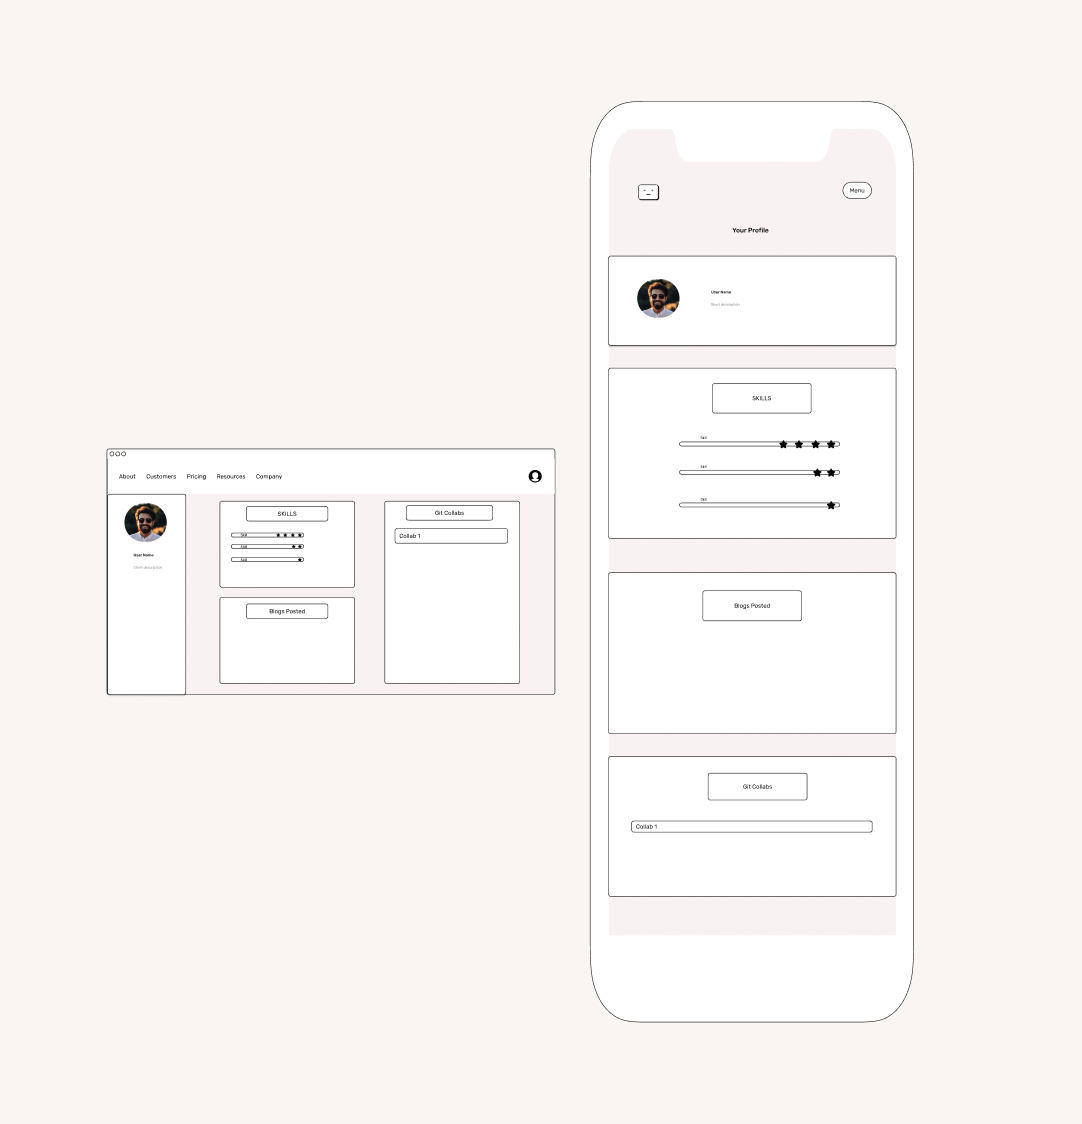 About Customers Pricing Resources Company
User Name
Short description
SKILLS
Skill
Skill
Skill
Blogs Posted
Git Collabs
Collab 1
Menu
Your Profile
User Name
Short description
SKILLS
Skill
Skill
Skill
Blogs Posted
Git Collabs
Collab 1